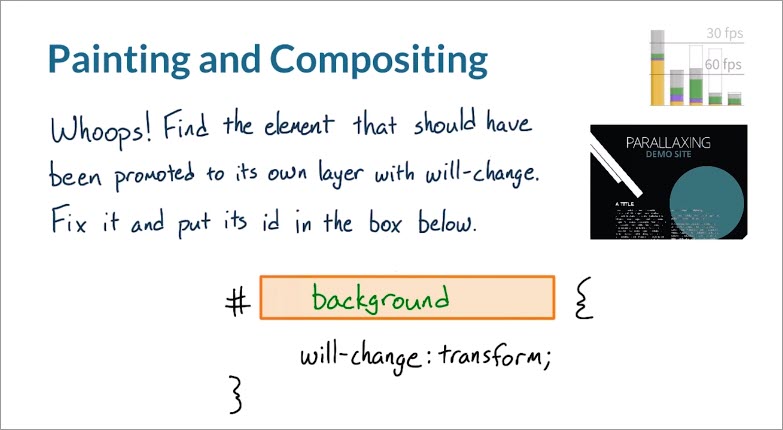 Painting and Compositing
30 fps
60 fps
Whoops! Find the element that should have
been promoted to its own layer with will-change.
Fix it and put its id in the box below.
PARALLAXING
DEMO SITE
A TITLE
# background {
will-change: transform;
}